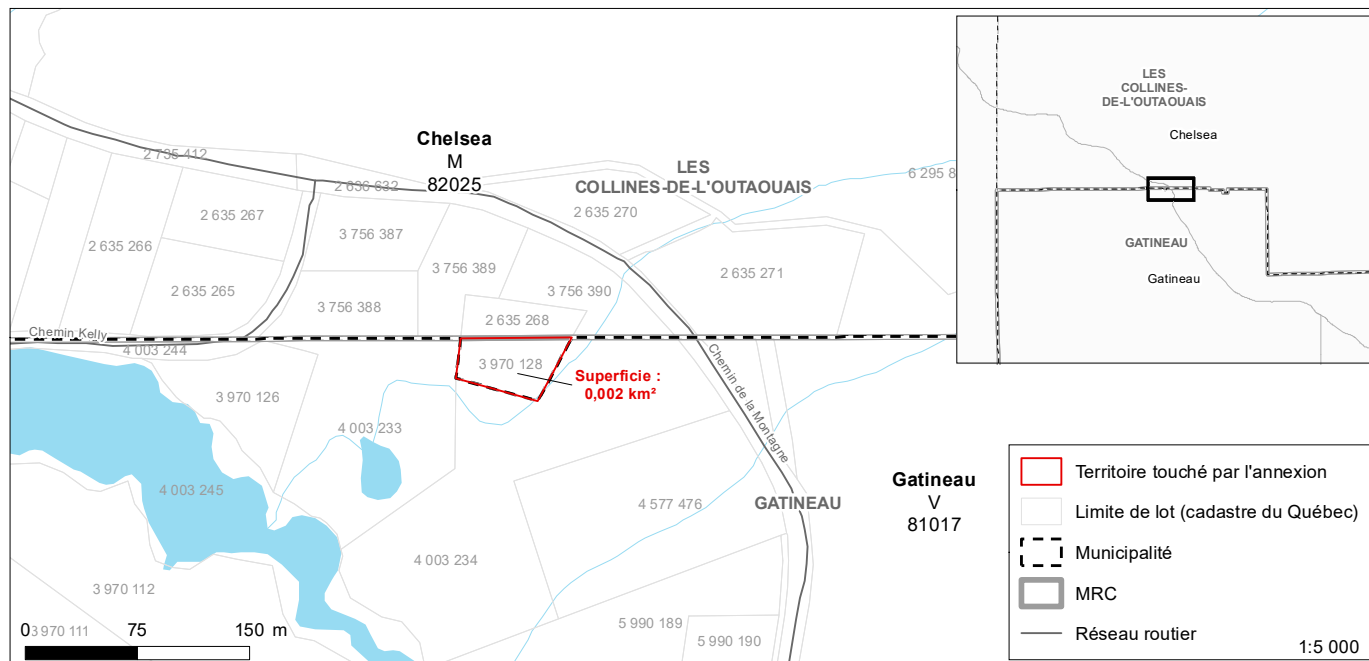 Chelsea
M
82025
LES
COLLINES-DE-L'OUTAOUAIS
2 735 412
2 636 632
2 635 270
6 295 8
2 635 267
3 756 387
2 635 266
3 756 389
2 635 271
2 635 265
3 756 388
3 756 390
2 635 268
Chemin Kelly
4 003 244
3 970 128
Superficie :
0,002 km²
Chemin de la Montagne
3 970 126
4 003 233
4 003 245
4 577 476
GATINEAU
Gatineau
V
81017
4 003 234
3 970 112
3 970 111
5 990 189
5 990 190
0 75 150 m
LES
COLLINES-
DE-L'OUTAOUAIS
Chelsea
GATINEAU
Gatineau
Territoire touché par l'annexion
Limite de lot (cadastre du Québec)
Municipalité
MRC
Réseau routier
1:5 000